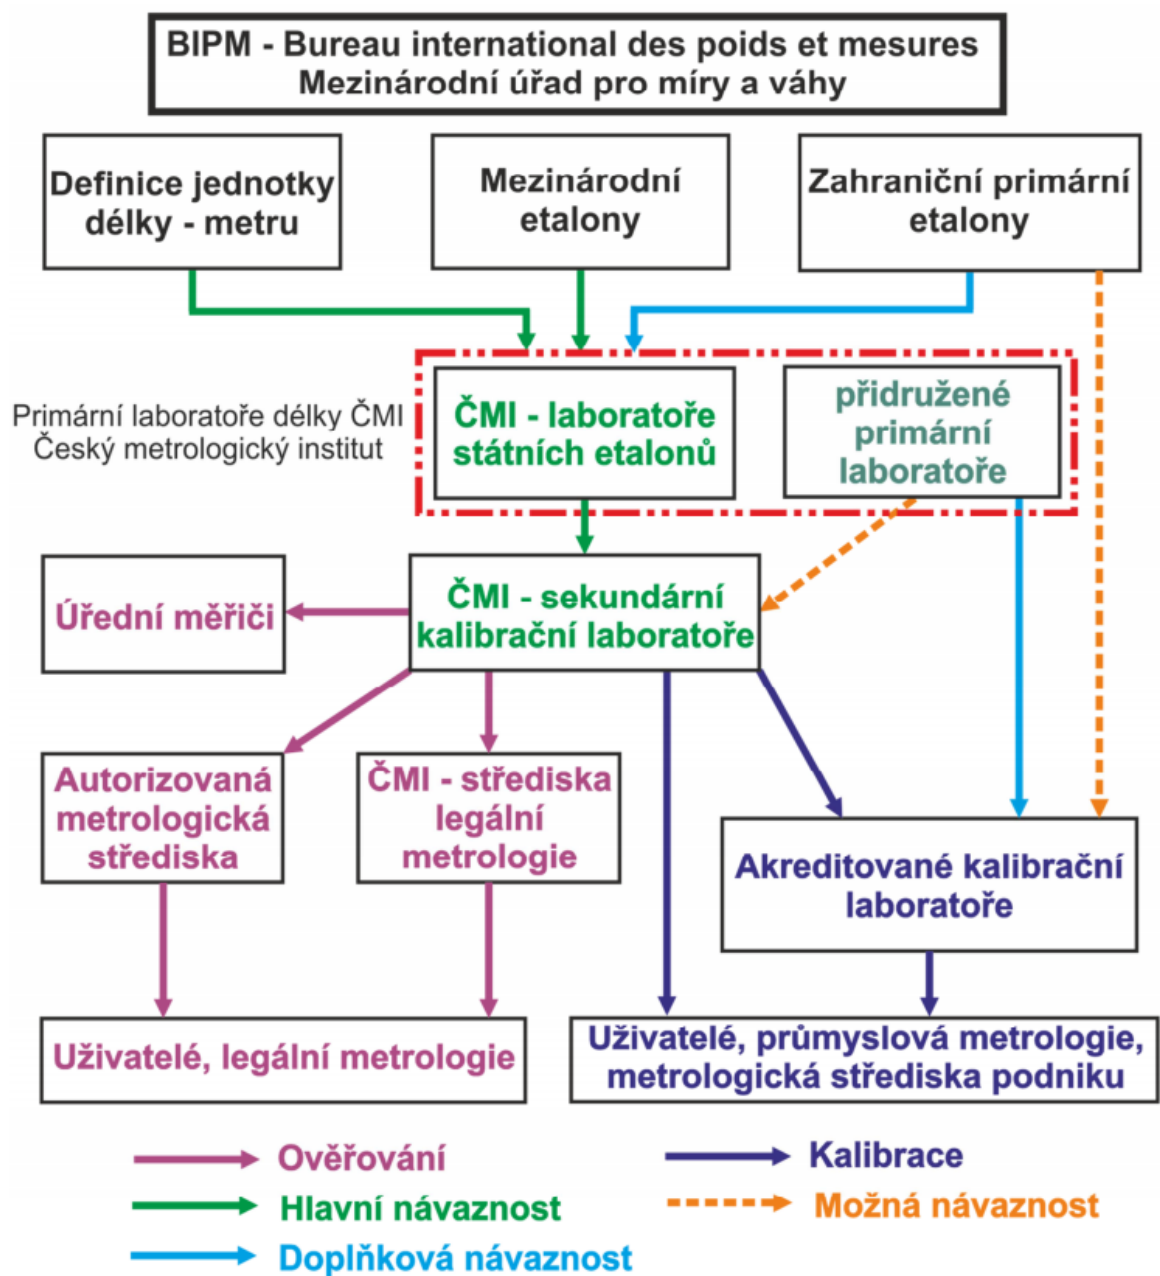 BIPM - Bureau international des poids et mesures
Mezinárodní úřad pro míry a váhy
Definice jednotky
délky - metru
Mezinárodní
etalony
Zahraniční primární
etalony
Primární laboratoře délky ČMI
Český metrologický institut
ČMI - laboratoře
státních etalonů
přidružené
primární
laboratoře
Úřední měřiči
ČMI - sekundární
kalibrační laboratoře
Autorizovaná
metrologická
střediska
ČMI - střediska
legální
metrologie
Akreditované kalibrační
laboratoře
Uživatelé, legální metrologie
Uživatelé, průmyslová metrologie,
metrologická střediska podniku
Ověřování
Kalibrace
Hlavní návaznost
Možná návaznost
Doplňková návaznost